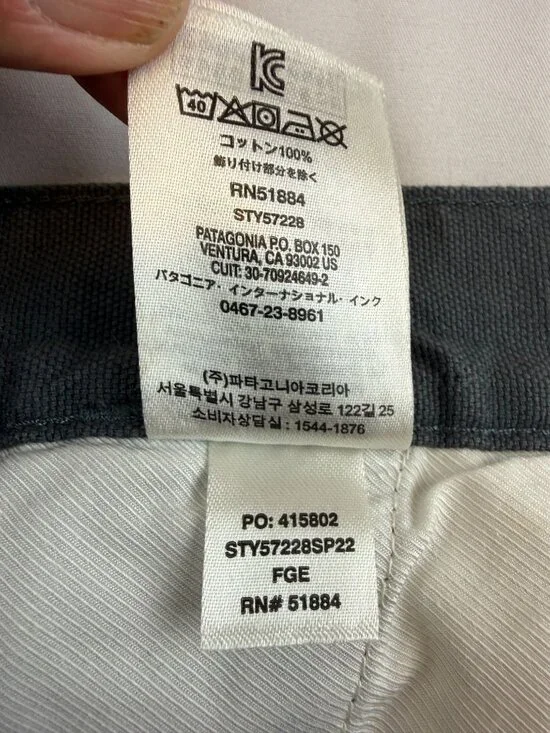 40
コットン100%
飾り付け部分を除く
RN51884
STY57228
PATAGONIA P.O. BOX 150
VENTURA, CA 93002 US
CUIT: 30-70924649-2
パタゴニア・インターナショナル・インク
0467-23-8961
(주)파타고니아코리아
서울특별시 강남구 삼성로 122길 25
소비자상담실 : 1544-1876
PO: 415802
STY57228SP22
FGE
RN# 51884